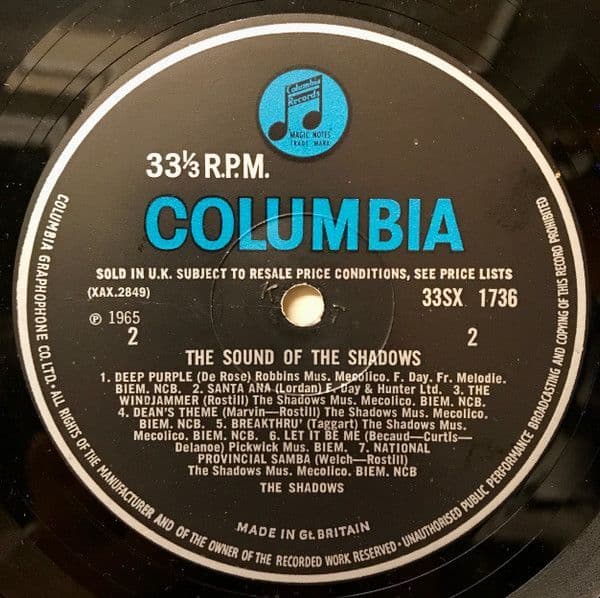 Columbia
Records
MAGIC NOTES
TRADE MARK
33⅓ R.P.M.
COLUMBIA
SOLD IN U.K. SUBJECT TO RESALE PRICE CONDITIONS, SEE PRICE LISTS
(XAX.2849)
33SX 1736
℗ 1965
2
2
THE SOUND OF THE SHADOWS
1. DEEP PURPLE (De Rose) Robbins Mus. Mecolico. F. Day. Fr. Melodie.
BIEM. NCB. 2. SANTA ANA (Lordan) F. Day & Hunter Ltd. 3. THE
WINDJAMMER (Rostill) The Shadows Mus. Mecolico. BIEM. NCB.
4. DEAN'S THEME (Marvin—Rostill) The Shadows Mus. Mecolico.
BIEM. NCB. 5. BREAKTHRU' (Taggart) The Shadows Mus.
Mecolico. BIEM. NCB. 6. LET IT BE ME (Becaud—Curtis—
Delanoe) Pickwick Mus. BIEM. 7. NATIONAL
PROVINCIAL SAMBA (Welch—Rostill)
The Shadows Mus. Mecolico. BIEM. NCB
THE SHADOWS
MADE IN Gt. BRITAIN
COLUMBIA GRAPHOPHONE CO. LTD. · ALL RIGHTS OF THE MANUFACTURER AND OF THE OWNER OF THE RECORDED WORK RESERVED · UNAUTHORISED PUBLIC PERFORMANCE BROADCASTING AND COPYING OF THIS RECORD PROHIBITED